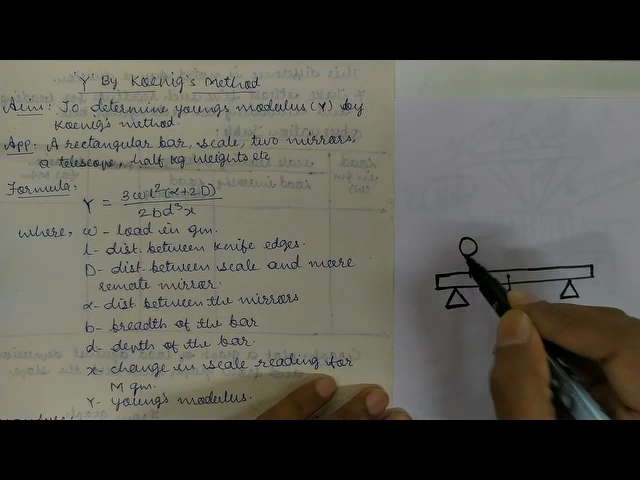 'Y' By Koenig's Method
Aim: To determine youngs modulus (Y) by
Koenig's method.
App: A rectangular bar, scale, two mirrors,
a telescope, half kg weights etc
Formula:
Y = 3ωl²(α+2D) / 2bd³x
where, ω - load in gm.
l - dist. between knife edges.
D - dist. between scale and more
remote mirror.
α - dist between the mirrors
b - breadth of the bar
d - depth of the bar.
x - change in scale reading for
M gm.
Y - young's modulus.